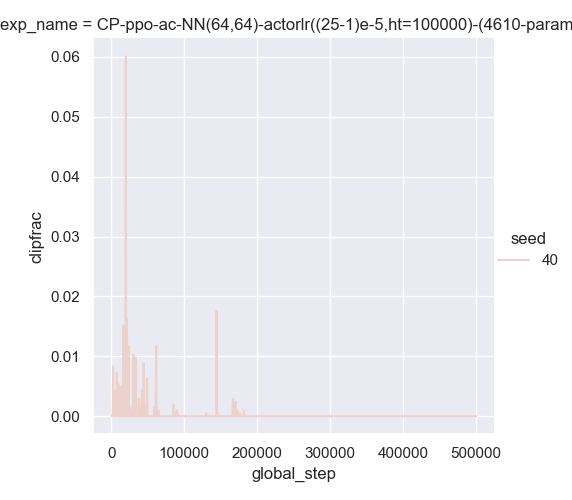 exp_name = CP-ppo-ac-NN(64,64)-actorlr((25-1)e-5,ht=100000)-(4610-param
0.06
0.05
0.04
0.03
0.02
0.01
0.00
clipfrac
seed
40
0 100000 200000 300000 400000 500000
global_step